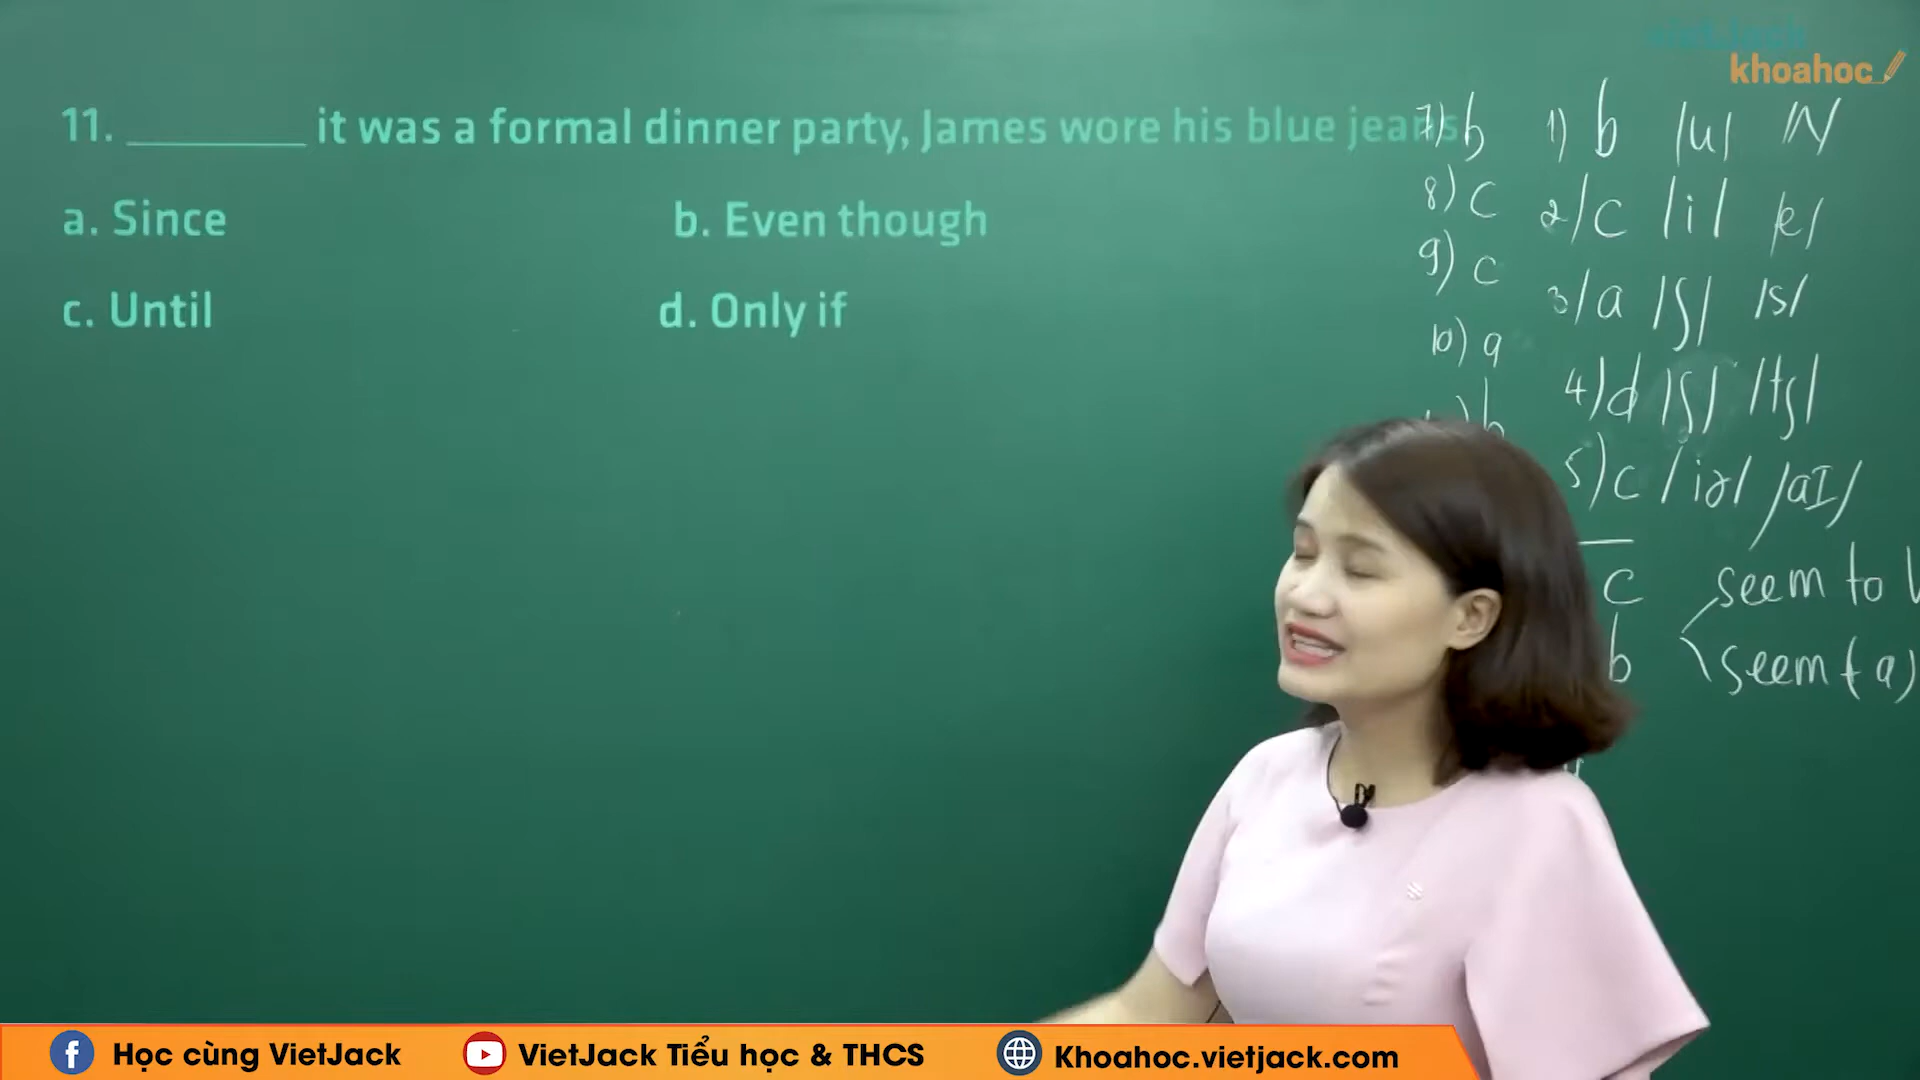 khoahoc
11. ________ it was a formal dinner party, James wore his blue jeans
a. Since
b. Even though
c. Until
d. Only if
7) b
8) c
9) c
10) a
b
1) b /u/ /ʌ/
2) c /i/ /e/
3) a /ʃ/ /s/
4) d /ʃ/ /tʃ/
5) c /iə/ /aI/
c seem to
b seem (a)
Học cùng VietJack
VietJack Tiểu học & THCS
Khoahoc.vietjack.com